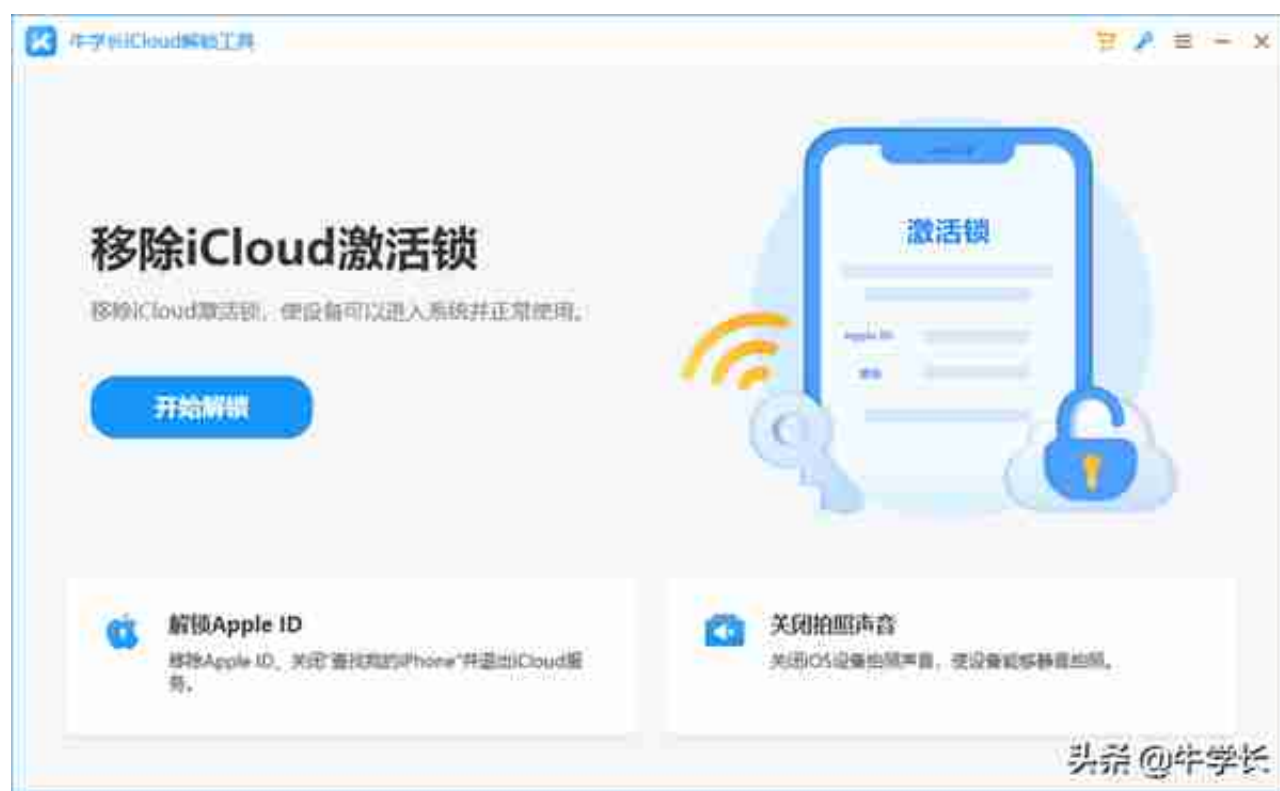 牛学长iCloud解锁工具
激活锁
移除iCloud激活锁
移除iCloud激活锁，使设备可以进入系统并正常使用。
Apple ID
密码
开始解锁
解锁Apple ID
移除Apple ID，关闭"查找我的iPhone"并退出iCloud服
务。
关闭拍照声音
关闭iOS设备拍照声音，使设备能够静音拍照。
头条 @牛学长